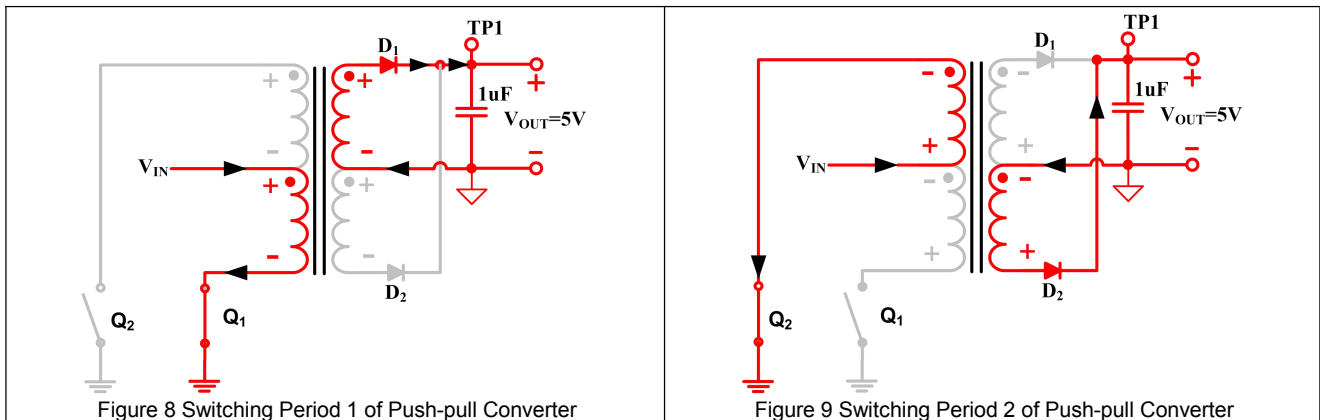 TP1
D1
+
+
+
1uF
-
-
VOUT=5V
VIN
+
+
-
-
-
D2
Q2
Q1
Figure 8 Switching Period 1 of Push-pull Converter
TP1
D1
-
-
+
1uF
+
+
VOUT=5V
VIN
-
-
-
+
+
D2
Q2
Q1
Figure 9 Switching Period 2 of Push-pull Converter